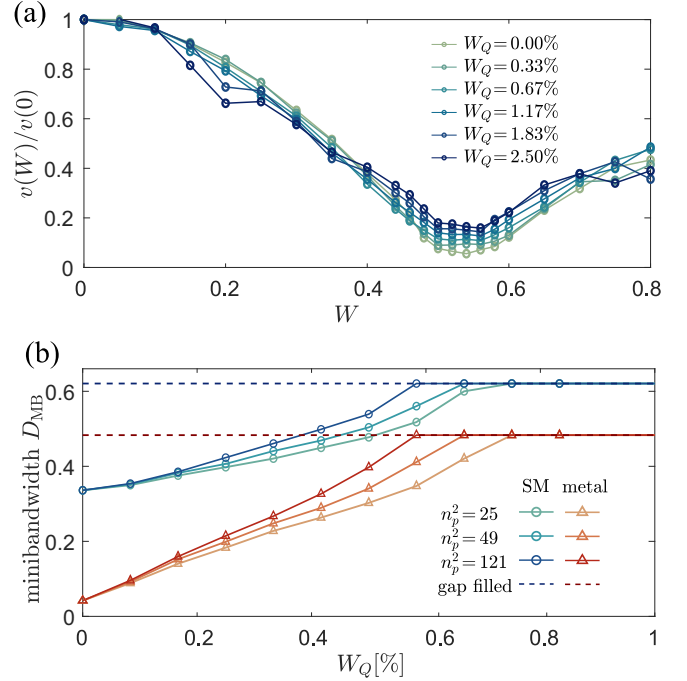 (a)
1
0.8
0.6
0.4
0.2
0
v(W)/v(0)
W_Q=0.00%
W_Q=0.33%
W_Q=0.67%
W_Q=1.17%
W_Q=1.83%
W_Q=2.50%
0 0.2 0.4 0.6 0.8
W
(b)
0.6
0.4
0.2
0
minibandwidth D_MB
SM metal
n_p^2=25
n_p^2=49
n_p^2=121
gap filled
0 0.2 0.4 0.6 0.8 1
W_Q[%]